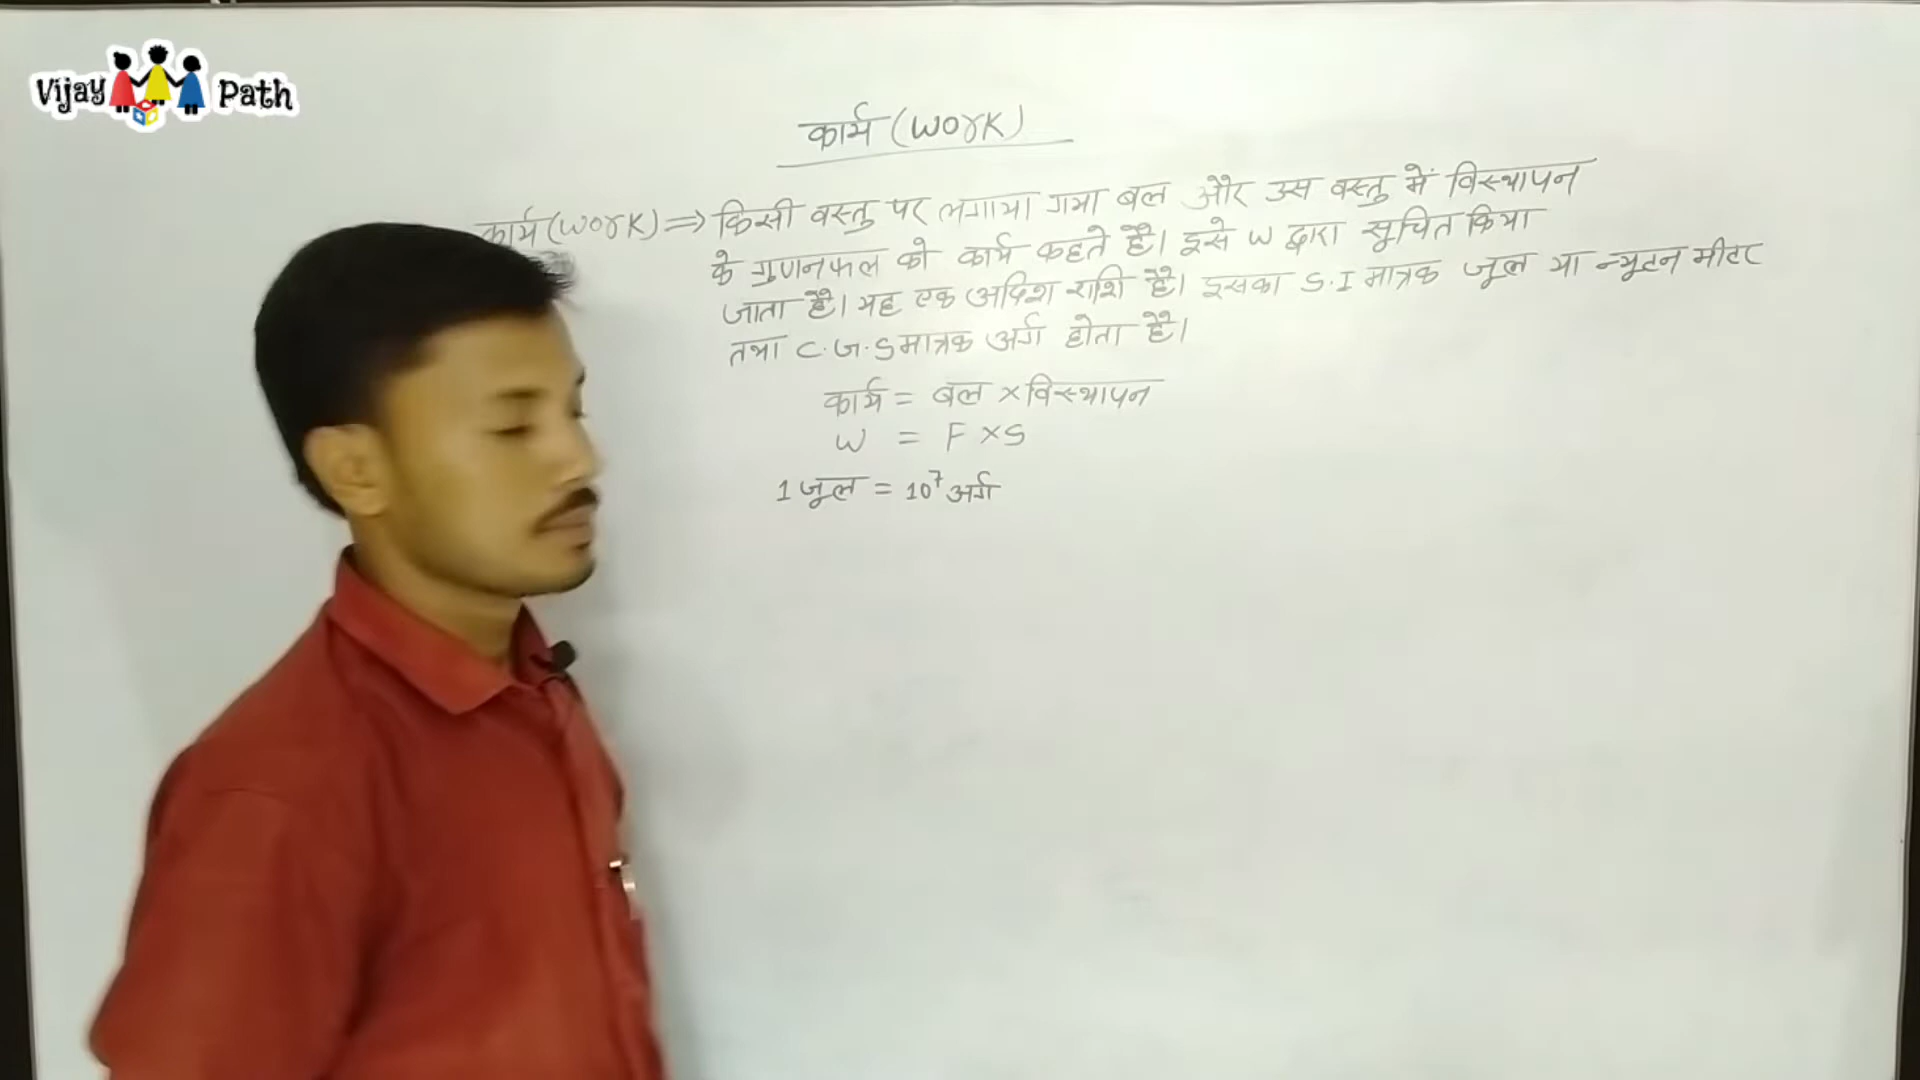 Vijay Path
कार्य (WORK)
कार्य (WORK) ⇒ किसी वस्तु पर लगाया गया बल और उस वस्तु में विस्थापन
के गुणनफल को कार्य कहते हैं। इसे W द्वारा सूचित किया
जाता है। यह एक अदिश राशि है। इसका S.I मात्रक जूल या न्यूटन मीटर
तथा C.G.S मात्रक अर्ग होता है।
कार्य = बल × विस्थापन
W = F × S
1 जूल = 10⁷ अर्ग